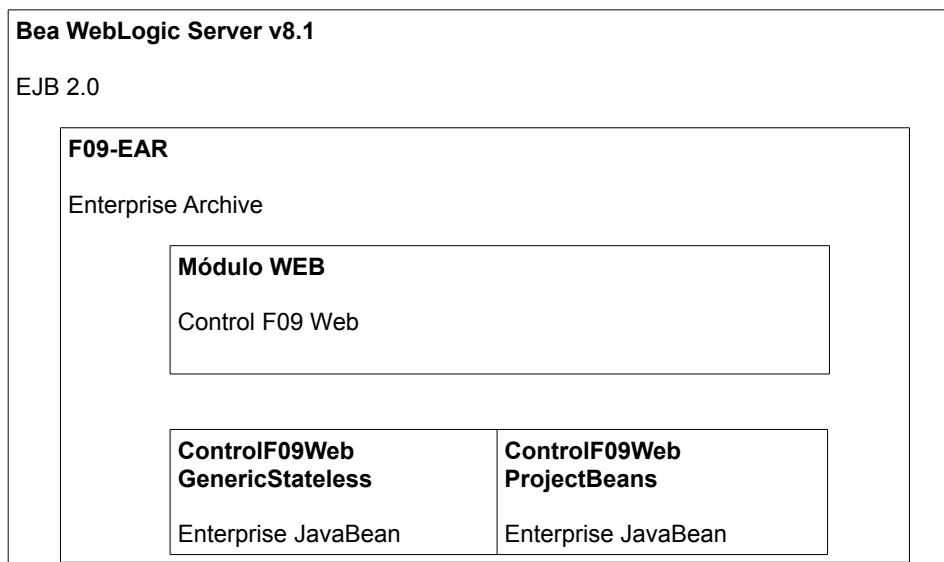 Bea WebLogic Server v8.1
EJB 2.0
F09-EAR
Enterprise Archive
Módulo WEB
Control F09 Web
ControlF09Web
GenericStateless
Enterprise JavaBean
ControlF09Web
ProjectBeans
Enterprise JavaBean